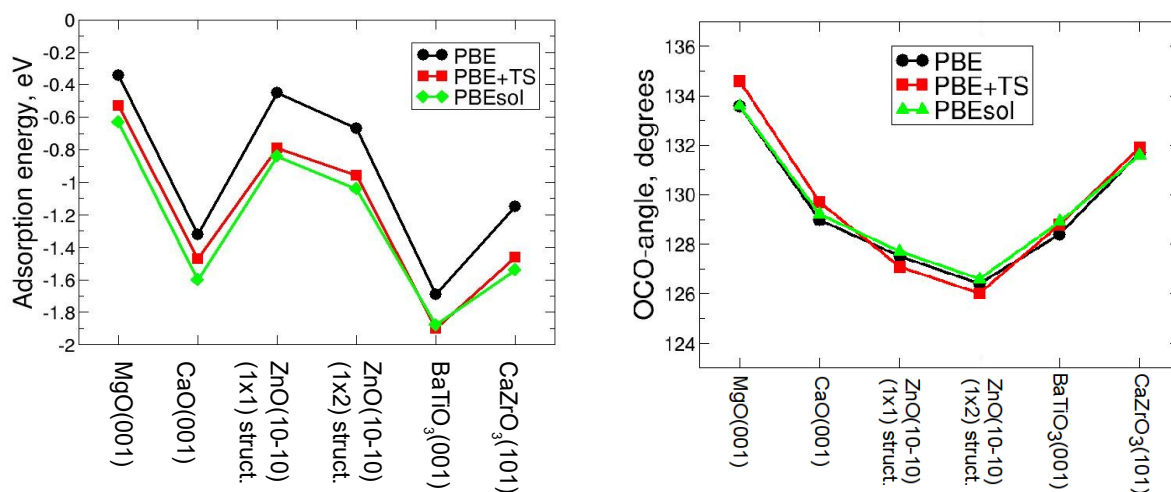 Adsorption energy, eV
0
-0.2
-0.4
-0.6
-0.8
-1
-1.2
-1.4
-1.6
-1.8
-2
PBE
PBE+TS
PBEsol
MgO(001)
CaO(001)
ZnO(10-10)
(1x1) struct.
ZnO(10-10)
(1x2) struct.
BaTiO3(001)
CaZrO3(101)
OCO-angle, degrees
136
134
132
130
128
126
124
PBE
PBE+TS
PBEsol
MgO(001)
CaO(001)
ZnO(10-10)
(1x1) struct.
ZnO(10-10)
(1x2) struct.
BaTiO3(001)
CaZrO3(101)